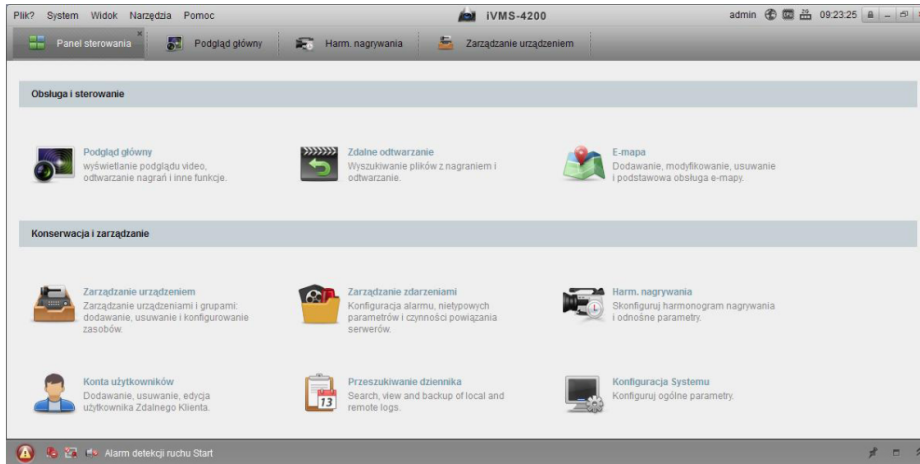 Plik? System Widok Narzędzia Pomoc iVMS-4200 admin 09:23:25
Panel sterowania Podgląd główny Harm. nagrywania Zarządzanie urządzeniem
Obsługa i sterowanie
Podgląd główny
wyświetlanie podglądu video,
odtwarzanie nagrań i inne funkcje.
Zdalne odtwarzanie
Wyszukiwanie plików z nagraniem i
odtwarzanie.
E-mapa
Dodawanie, modyfikowanie, usuwanie
i podstawowa obsługa e-mapy.
Konserwacja i zarządzanie
Zarządzanie urządzeniem
Zarządzanie urządzeniami i grupami:
dodawanie, usuwanie i konfigurowanie
zasobów.
Zarządzanie zdarzeniami
Konfiguracja alarmu, nietypowych
parametrów i czynności powiązania
serwerów.
Harm. nagrywania
Skonfiguruj harmonogram nagrywania
i odnośne parametry.
Konta użytkowników
Dodawanie, usuwanie, edycja
użytkownika Zdalnego Klienta.
13
Przeszukiwanie dziennika
Search, view and backup of local and
remote logs.
Konfiguracja Systemu
Konfiguruj ogólne parametry.
Alarm detekcji ruchu Start